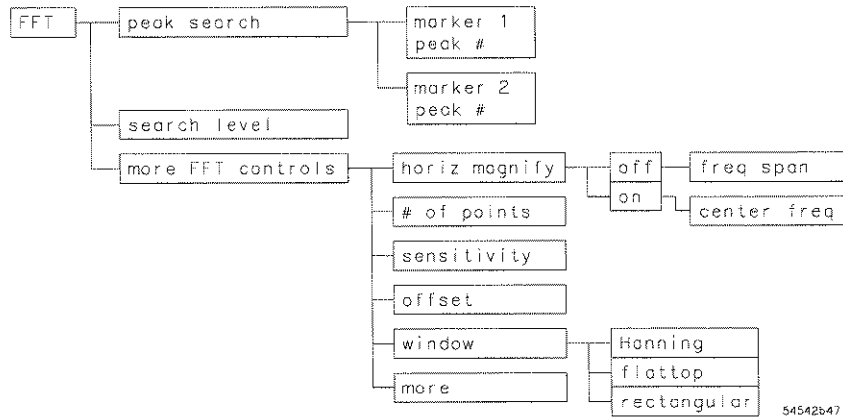 FFT
peak search
marker 1
peak #
marker 2
peak #
search level
more FFT controls
horiz magnify
off
freq span
on
center freq
# of points
sensitivity
offset
window
Hanning
flattop
more
rectangular
54542b47